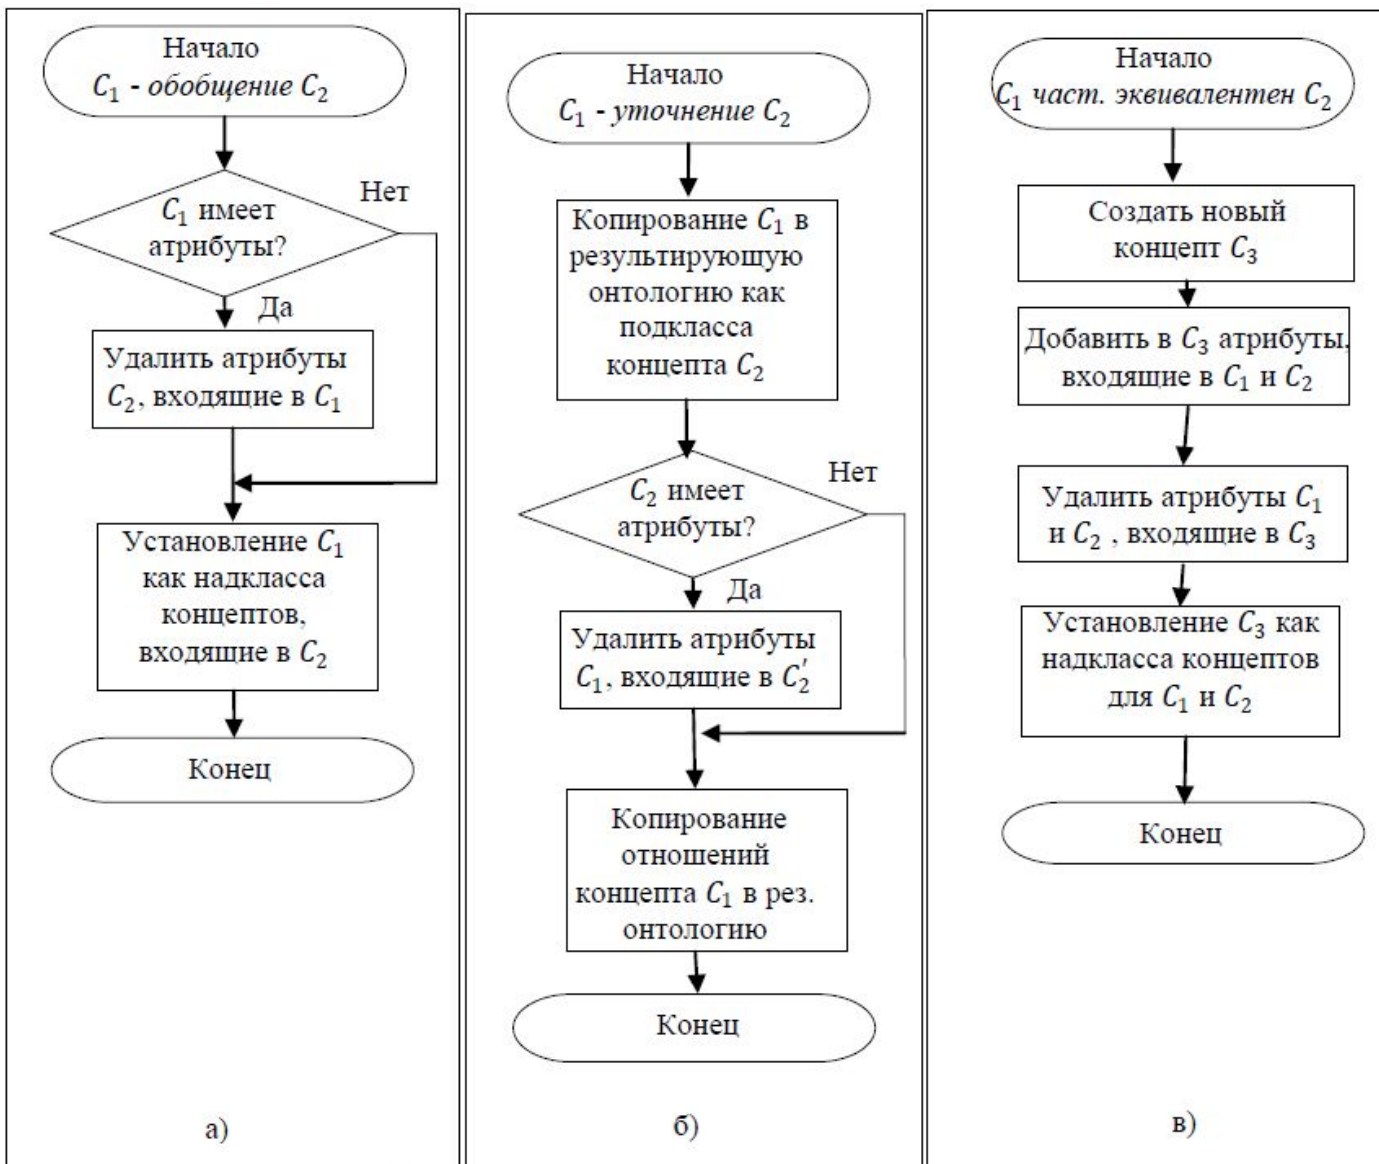 Начало
C₁ - обобщение C₂
Нет
C₁ имеет
атрибуты?
Да
Удалить атрибуты
C₂, входящие в C₁
Установление C₁
как надкласса
концептов,
входящие в C₂
Конец
а)
Начало
C₁ - уточнение C₂
Копирование C₁ в
результирующую
онтологию как
подкласса
концепта C₂
Нет
C₂ имеет
атрибуты?
Да
Удалить атрибуты
C₁, входящие в C₂′
Копирование
отношений
концепта C₁ в рез.
онтологию
Конец
б)
Начало
C₁ част. эквивалентен C₂
Создать новый
концепт C₃
Добавить в C₃ атрибуты,
входящие в C₁ и C₂
Удалить атрибуты C₁
и C₂ , входящие в C₃
Установление C₃ как
надкласса концептов
для C₁ и C₂
Конец
в)